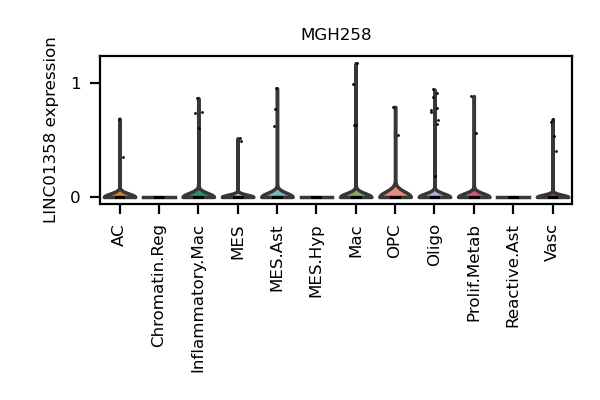 MGH258
LINC01358 expression
1
0
AC
Chromatin.Reg
Inflammatory.Mac
MES
MES.Ast
MES.Hyp
Mac
OPC
Oligo
Prolif.Metab
Reactive.Ast
Vasc